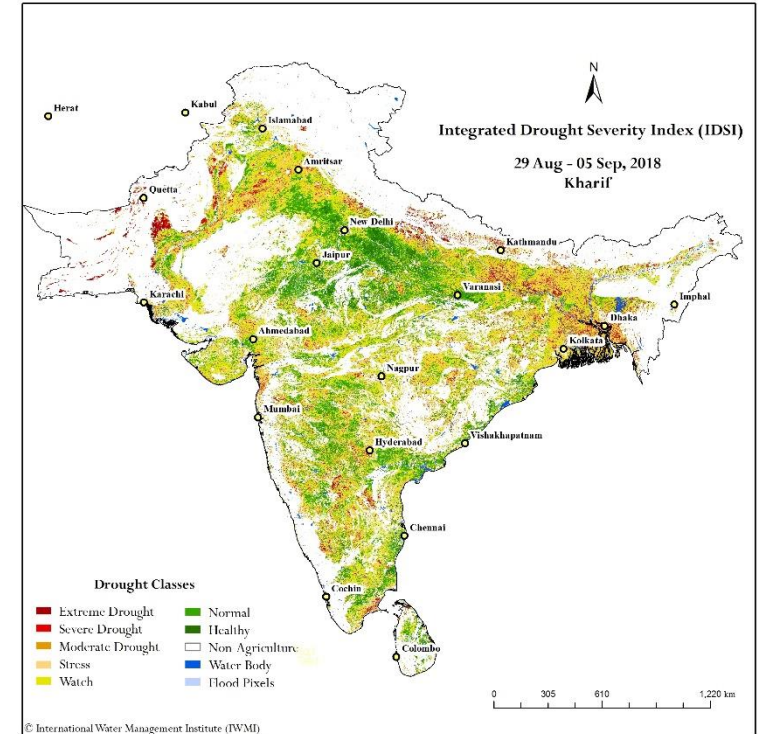 N
Integrated Drought Severity Index (IDSI)
29 Aug - 05 Sep, 2018
Kharif
Herat
Kabul
Islamabad
Amritsar
Quetta
New Delhi
Kathmandu
Jaipur
Varanasi
Karachi
Imphal
Dhaka
Ahmedabad
Kolkata
Nagpur
Mumbai
Vishakhapatnam
Hyderabad
Chennai
Cochin
Colombo
Drought Classes
Extreme Drought
Severe Drought
Moderate Drought
Stress
Watch
Normal
Healthy
Non Agriculture
Water Body
Flood Pixels
0 305 610 1,220 km
© International Water Management Institute (IWMI)